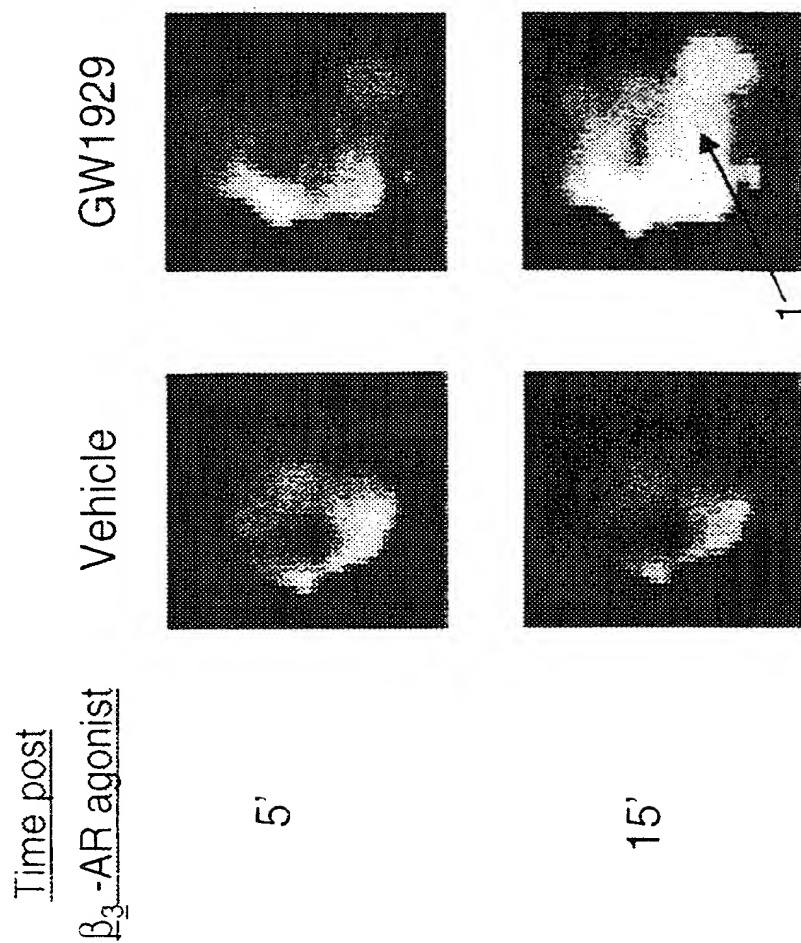 Time post
β₃-AR agonist
Vehicle
GW1929
5'
15'
1